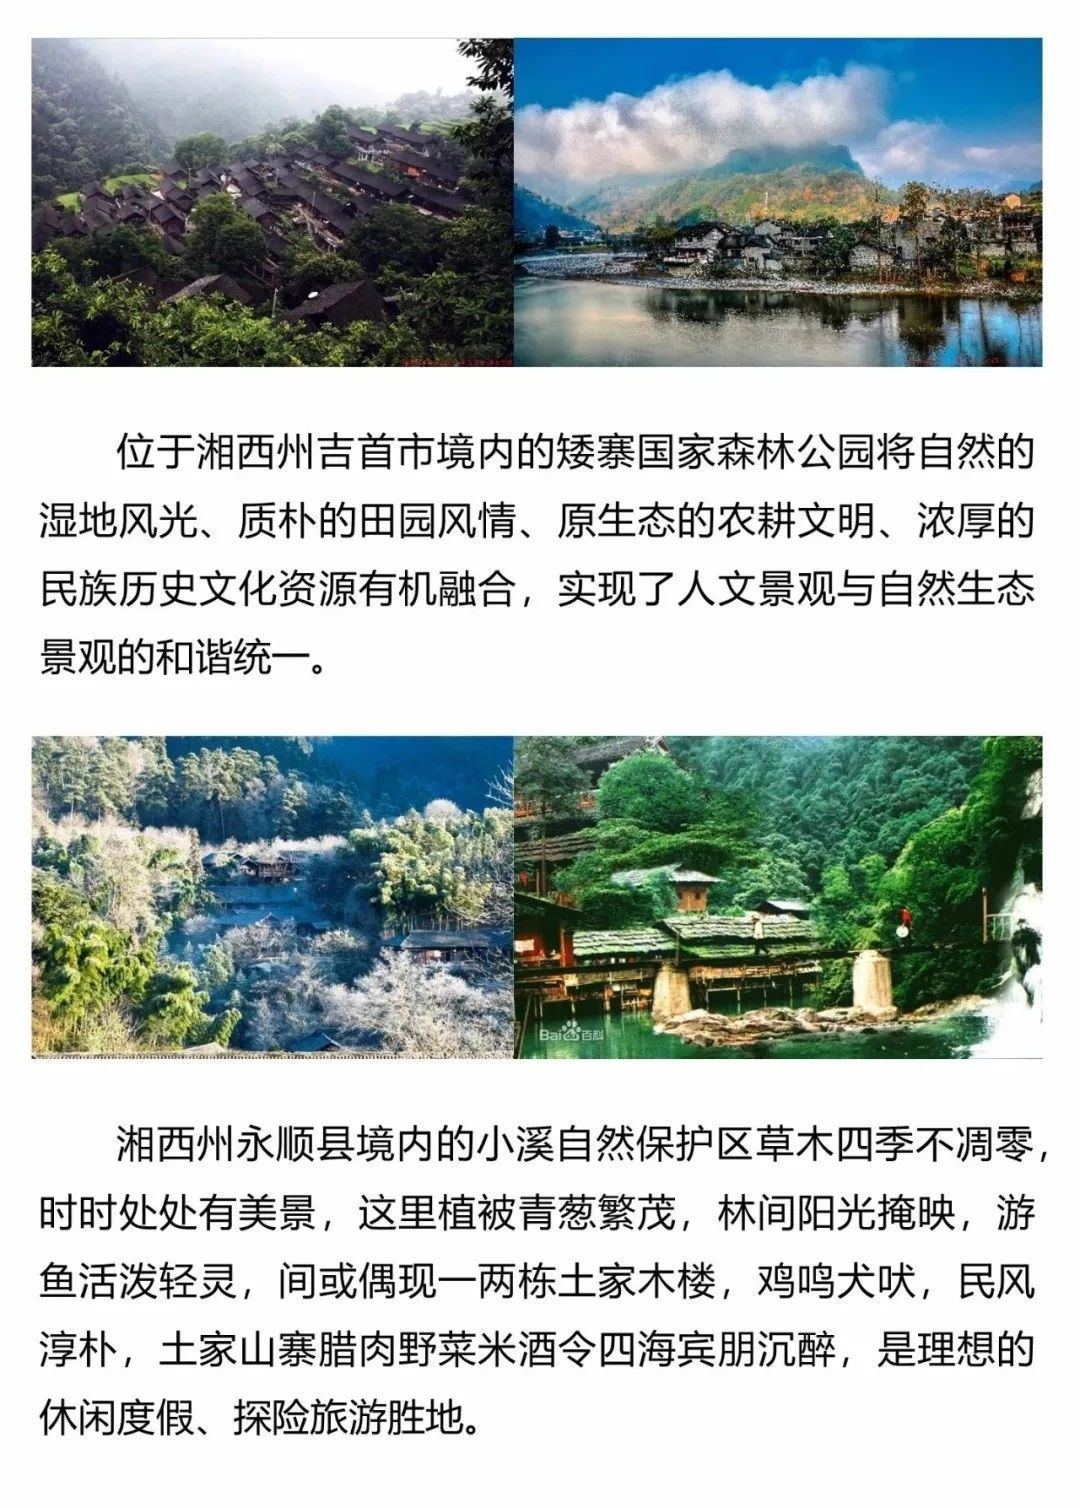 位于湘西州吉首市境内的矮寨国家森林公园将自然的
湿地风光、质朴的田园风情、原生态的农耕文明、浓厚的
民族历史文化资源有机融合，实现了人文景观与自然生态
景观的和谐统一。
Bai百科
湘西州永顺县境内的小溪自然保护区草木四季不凋零，
时时处处有美景，这里植被青葱繁茂，林间阳光掩映，游
鱼活泼轻灵，间或偶现一两栋土家木楼，鸡鸣犬吠，民风
淳朴，土家山寨腊肉野菜米酒令四海宾朋沉醉，是理想的
休闲度假、探险旅游胜地。